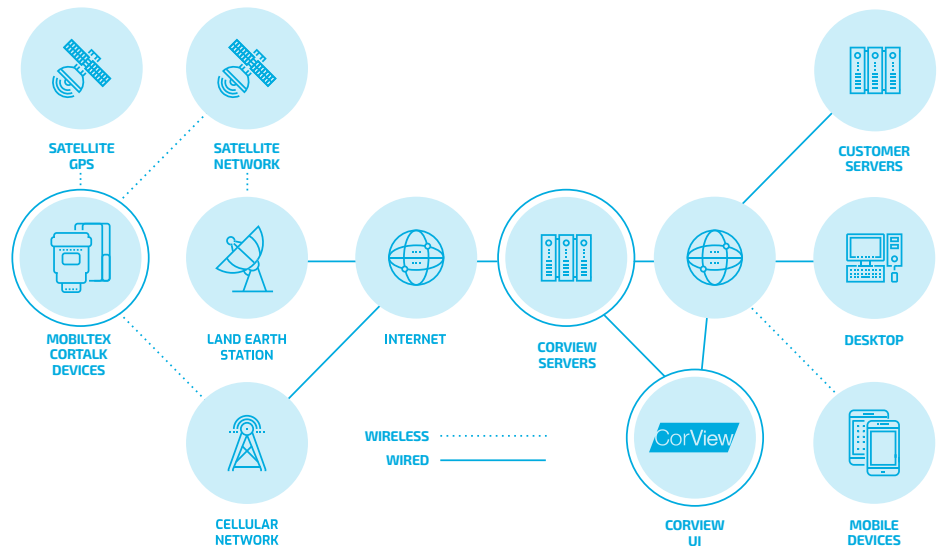 SATELLITE
GPS
SATELLITE
NETWORK
CUSTOMER
SERVERS
MOBILTEX
CORTALK
DEVICES
LAND EARTH
STATION
INTERNET
CORVIEW
SERVERS
DESKTOP
WIRELESS
WIRED
CorView
CELLULAR
NETWORK
CORVIEW
UI
MOBILE
DEVICES